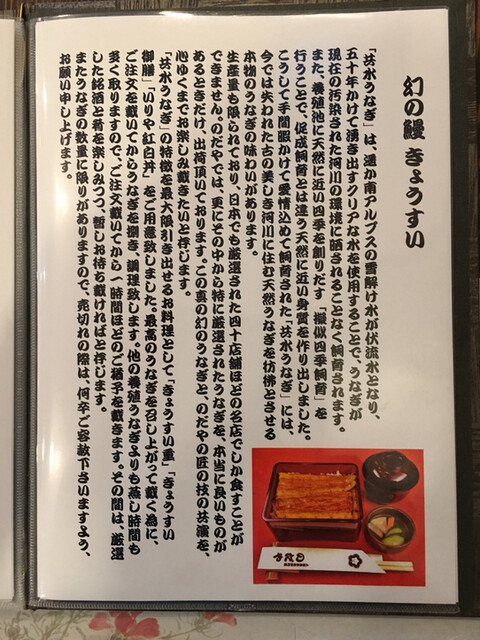 幻の鰻 きょうすい
「共水うなぎ」は、遥か南アルプスの雪解け水が伏流水となり、
五十年かけて湧き出すクリアな水を使用することで、うなぎが
現在の汚染された河川の環境に晒されることなく飼育されます。
また、養殖池に天然に近い四季を創りだす「擬似四季飼育」を
行うことで、促成飼育とは違う天然に近い身質を作り出しました。
こうして手間暇かけて愛情込めて飼育された「共水うなぎ」には、
今では失われた古の美しき河川に住む天然うなぎを彷彿とさせる
本物のうなぎの味わいがあります。
生産量も限られており、日本でも厳選された四十店舗ほどの名店でしか食すことが
できません。のだやでは、更にその中から特に厳選されたうなぎを、本当に良いものが
あるときだけ、出荷頂いております。この真の幻のうなぎと、のだやの匠の技の共演を、
心ゆくまでお楽しみ戴きたいと存じます。
「共水うなぎ」の特徴を最大限引き出せるお料理として「きょうすい重」「きょうすい
御膳」「いりや紅白丼」をご用意致しました。最高のうなぎを召し上がって戴く為に、
ご注文を戴いてからうなぎを捌き、調理致します。他の養殖うなぎよりも蒸し時間も
多く取りますので、ご注文戴いてから一時間ほどのご猶予を戴きます。その間は、厳選
した銘酒と肴を楽しみつつ、暫しお待ち戴ければと存じます。
またうなぎの数量に限りがありますので、売切れの際は、何卒ご容赦下さいますよう、
お願い申し上げます。